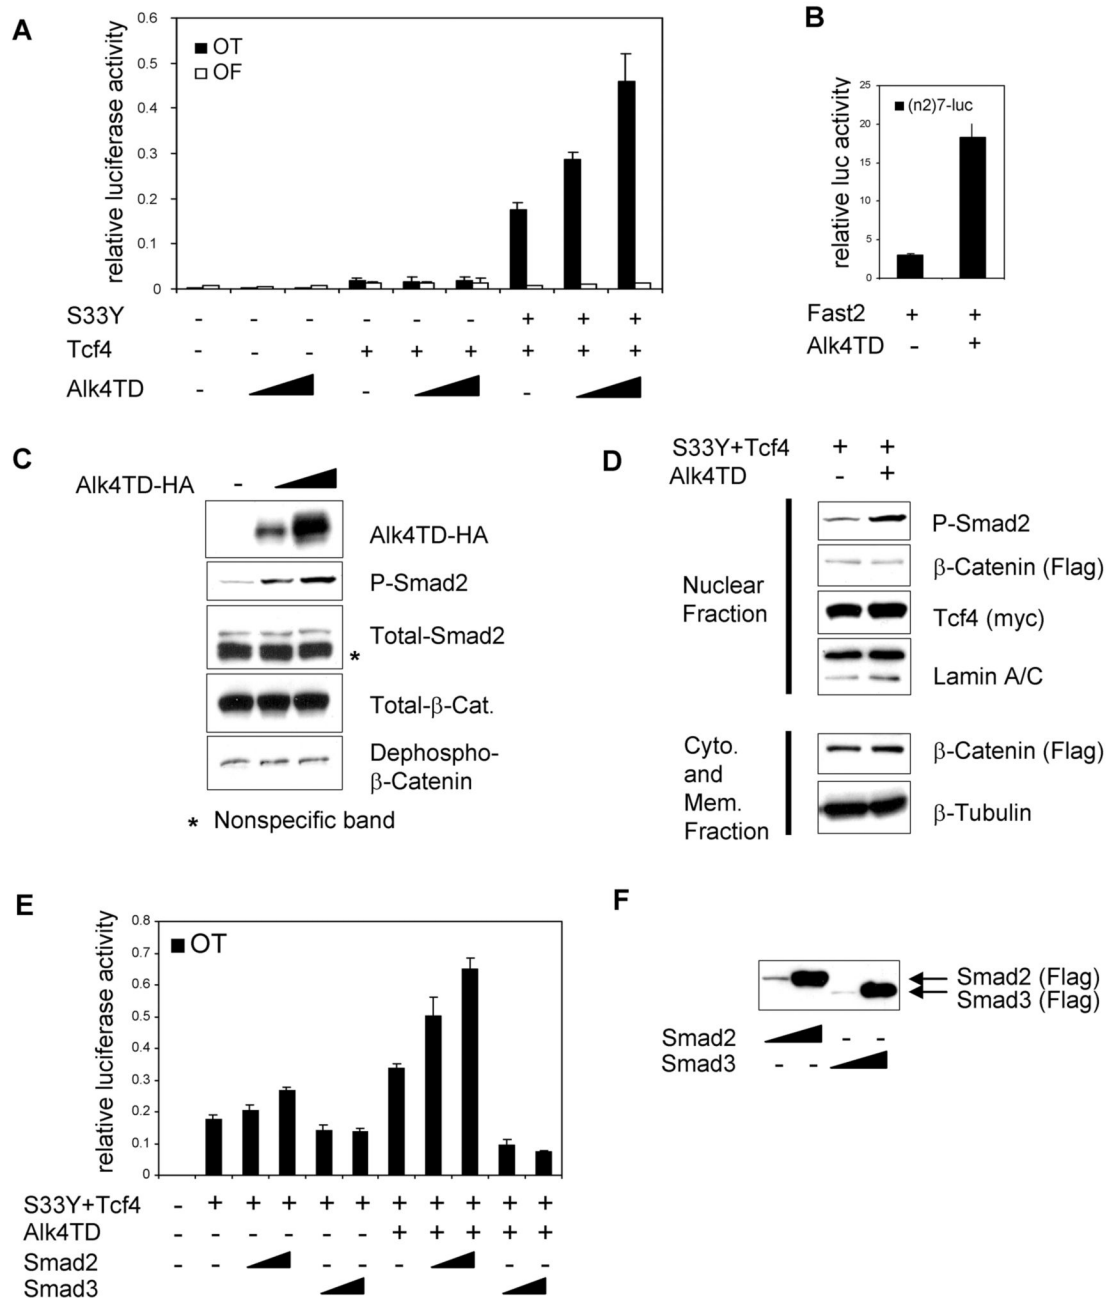 A
relative luciferase activity
0.6
0.5
0.4
0.3
0.2
0.1
0
OT
OF
S33Y - - - - - - + + +
Tcf4 - - - + + + + + +
Alk4TD - - -
B
relative luc activity
25
20
15
10
5
0
(n2)7-luc
Fast2 + +
Alk4TD - +
C
Alk4TD-HA -
Alk4TD-HA
P-Smad2
Total-Smad2
*
Total-β-Cat.
Dephospho-
β-Catenin
* Nonspecific band
D
S33Y+Tcf4 + +
Alk4TD - +
Nuclear
Fraction
P-Smad2
β-Catenin (Flag)
Tcf4 (myc)
Lamin A/C
Cyto.
and
Mem.
Fraction
β-Catenin (Flag)
β-Tubulin
E
relative luciferase activity
0.8
0.7
0.6
0.5
0.4
0.3
0.2
0.1
0
OT
S33Y+Tcf4 - + + + + + + + + + +
Alk4TD - - - - - - + + + + +
Smad2 - - - - - - -
Smad3 - - - - - - -
F
Smad2 (Flag)
Smad3 (Flag)
Smad2 - -
Smad3 - -